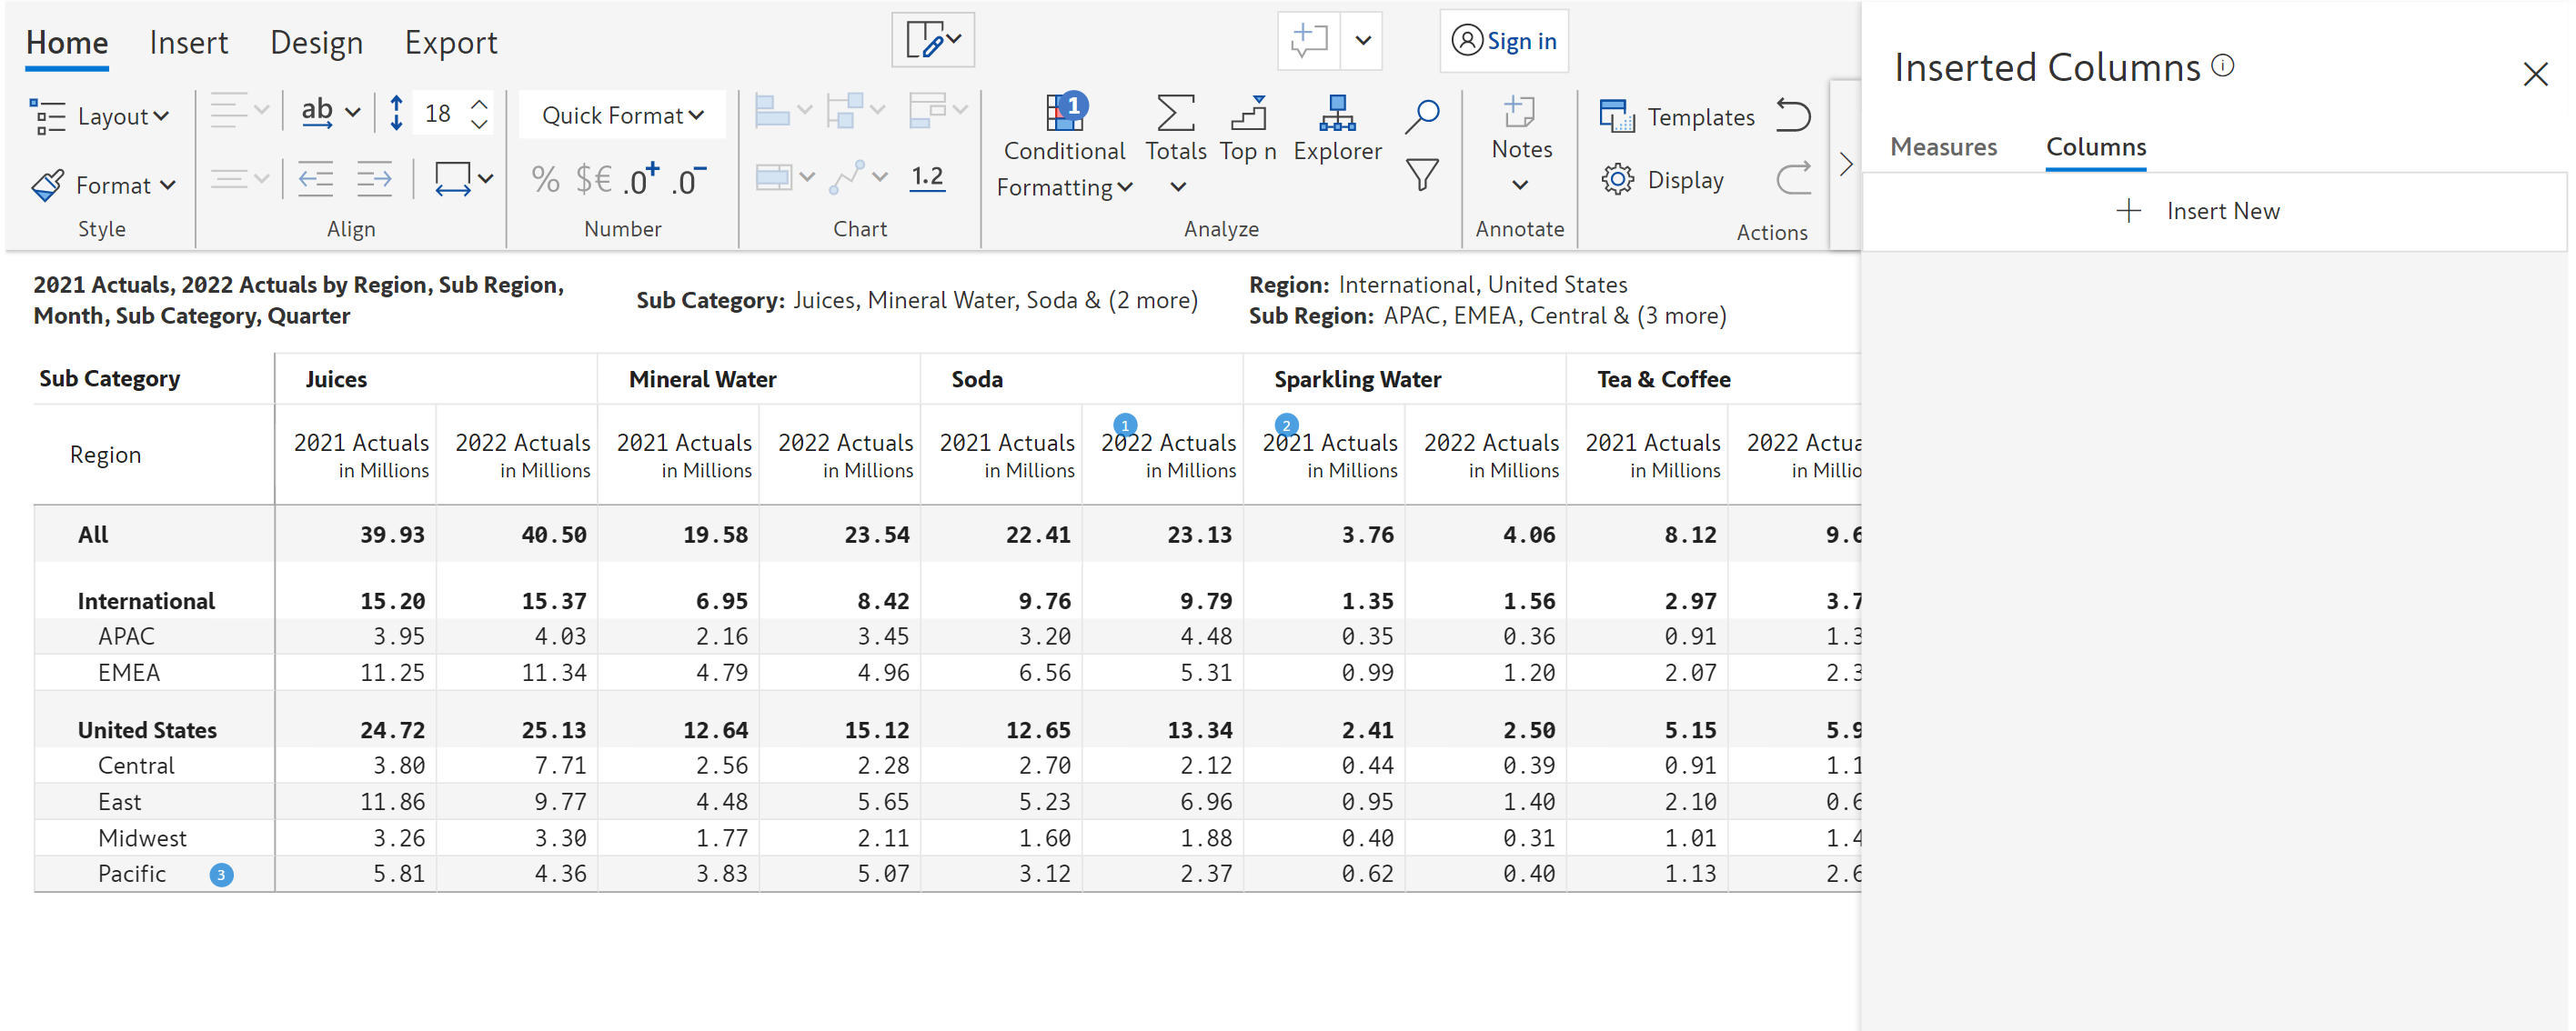 Home Insert Design Export Sign in
Layout ab 18 Quick Format
Format % $€ .0+ .0- 1.2
Conditional Formatting 1 Totals Top n Explorer
Notes
Templates
Display
Style Align Number Chart Analyze Annotate Actions
Inserted Columns
Measures Columns
+ Insert New
2021 Actuals, 2022 Actuals by Region, Sub Region,
Month, Sub Category, Quarter
Sub Category: Juices, Mineral Water, Soda & (2 more)
Region: International, United States
Sub Region: APAC, EMEA, Central & (3 more)
Sub Category Juices Mineral Water Soda Sparkling Water Tea & Coffee
1 2
Region 2021 Actuals 2022 Actuals 2021 Actuals 2022 Actuals 2021 Actuals 2022 Actuals 2021 Actuals 2022 Actuals 2021 Actuals 2022 Actua
in Millions in Millions in Millions in Millions in Millions in Millions in Millions in Millions in Millions in Millio
All 39.93 40.50 19.58 23.54 22.41 23.13 3.76 4.06 8.12 9.6
International 15.20 15.37 6.95 8.42 9.76 9.79 1.35 1.56 2.97 3.7
APAC 3.95 4.03 2.16 3.45 3.20 4.48 0.35 0.36 0.91 1.3
EMEA 11.25 11.34 4.79 4.96 6.56 5.31 0.99 1.20 2.07 2.3
United States 24.72 25.13 12.64 15.12 12.65 13.34 2.41 2.50 5.15 5.9
Central 3.80 7.71 2.56 2.28 2.70 2.12 0.44 0.39 0.91 1.1
East 11.86 9.77 4.48 5.65 5.23 6.96 0.95 1.40 2.10 0.6
Midwest 3.26 3.30 1.77 2.11 1.60 1.88 0.40 0.31 1.01 1.4
Pacific 3 5.81 4.36 3.83 5.07 3.12 2.37 0.62 0.40 1.13 2.6